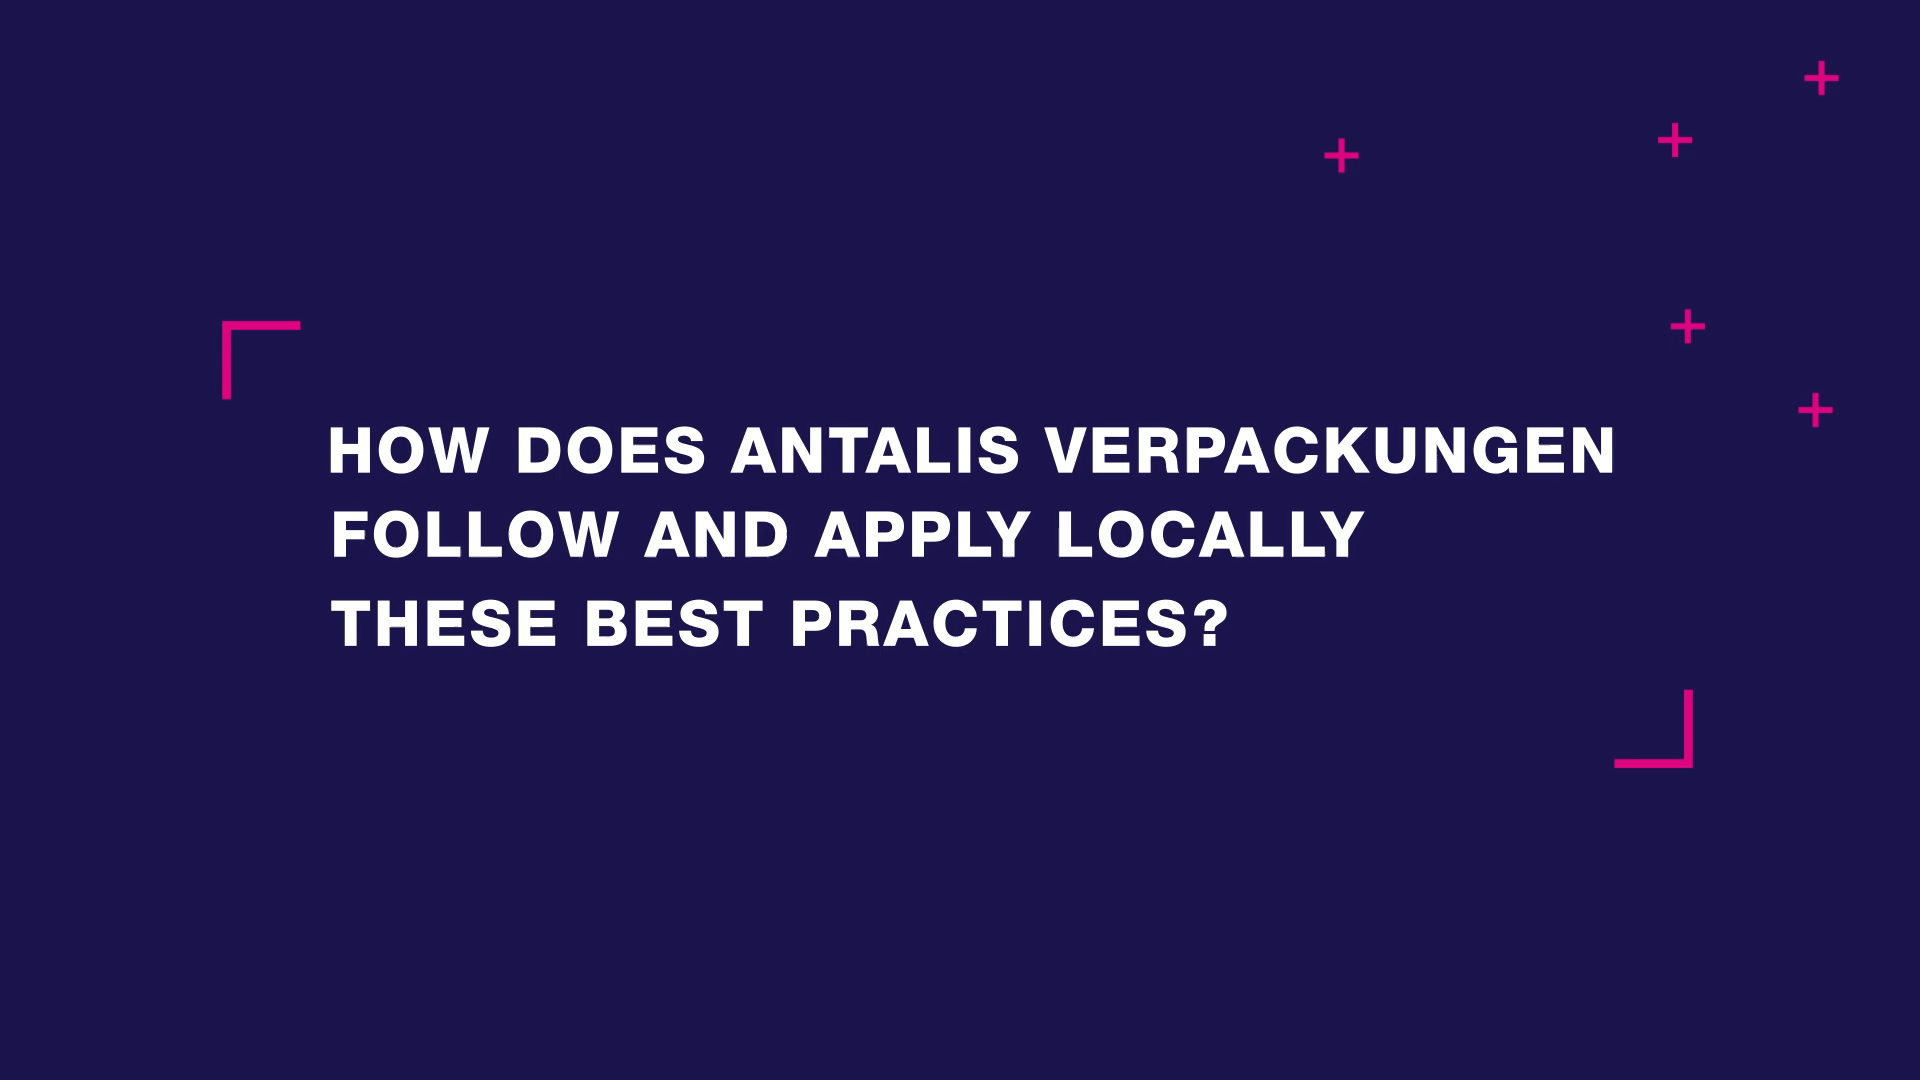 HOW DOES ANTALIS VERPACKUNGEN
FOLLOW AND APPLY LOCALLY
THESE BEST PRACTICES?